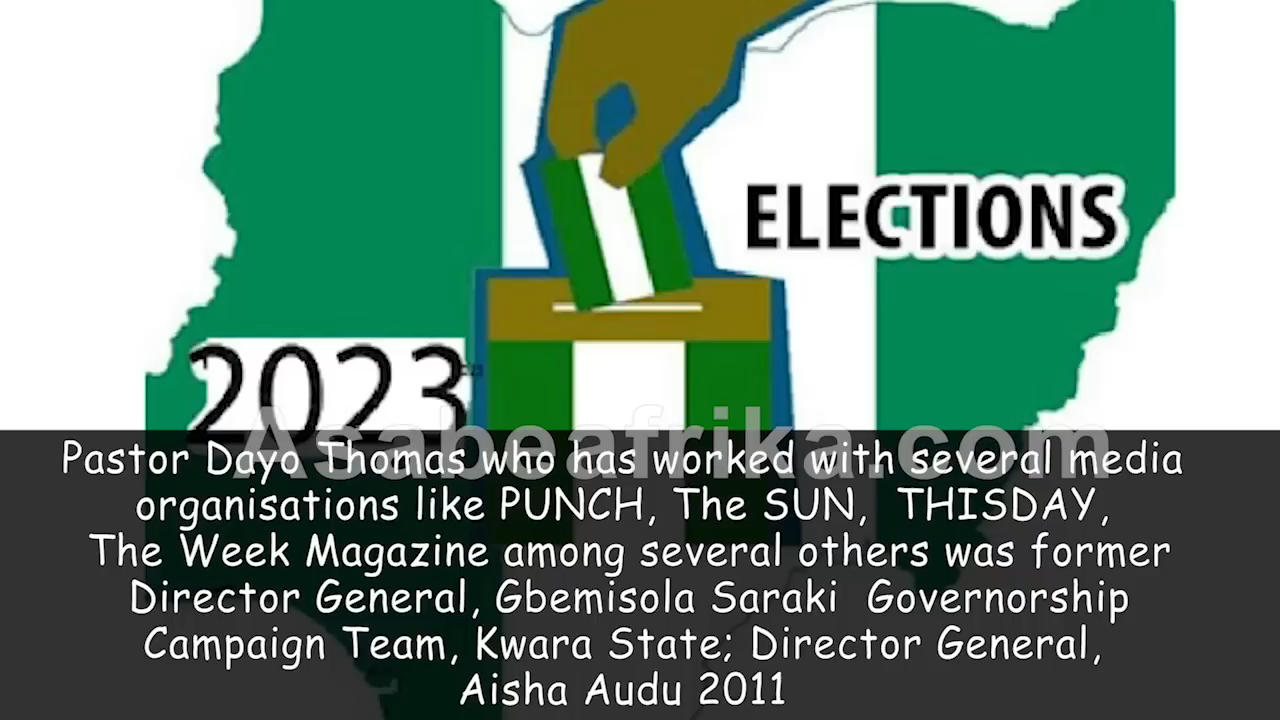 ELECTIONS
2023
Asabeafrika.com
Pastor Dayo Thomas who has worked with several media
organisations like PUNCH, The SUN, THISDAY,
The Week Magazine among several others was former
Director General, Gbemisola Saraki Governorship
Campaign Team, Kwara State; Director General,
Aisha Audu 2011